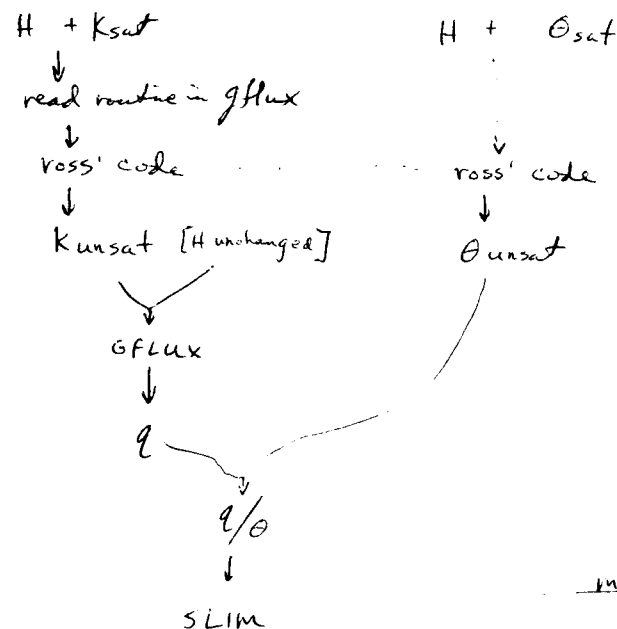 H + Ksat
H + θsat
read routine in gflux
ross' code
ross' code
Kunsat [H unchanged]
θunsat
GFLUX
q
q/θ
SLIM